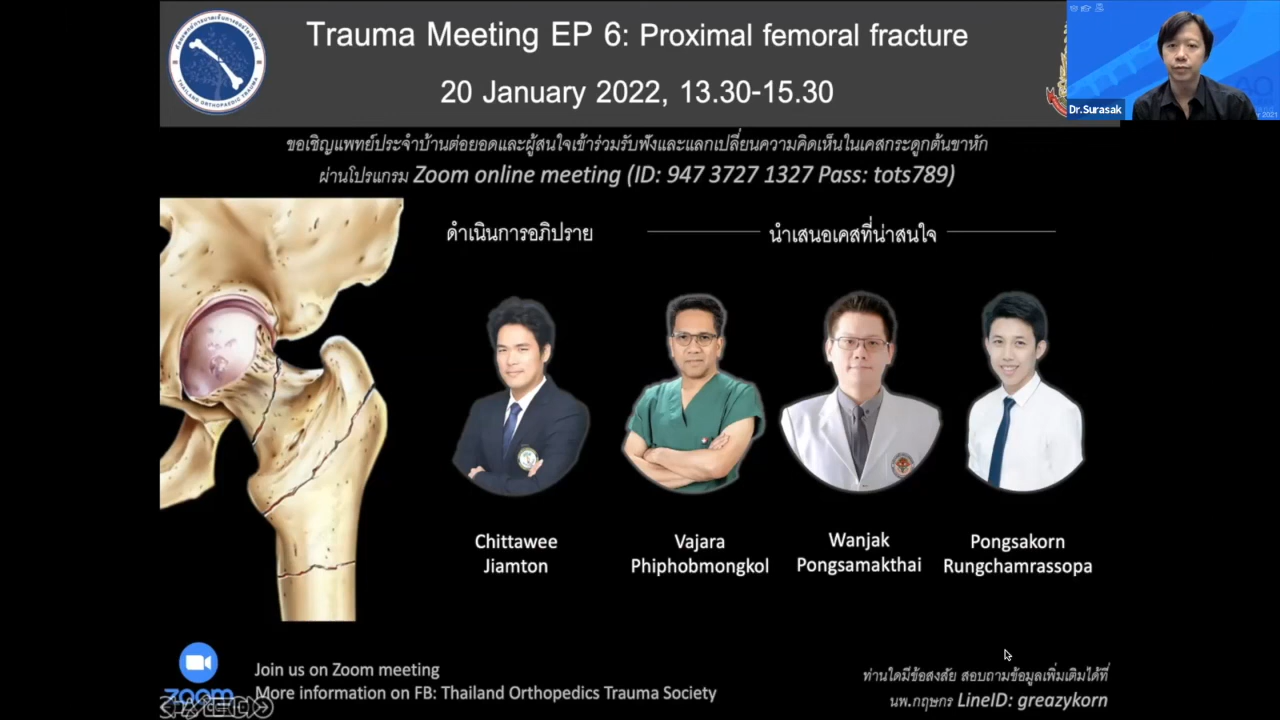 Trauma Meeting EP 6: Proximal femoral fracture
20 January 2022, 13.30-15.30
Dr.Surasak
THAILAND ORTHOPAEDIC TRAUMA
ขอเชิญแพทย์ประจำบ้านต่อยอดและผู้สนใจเข้าร่วมรับฟังและแลกเปลี่ยนความคิดเห็นในเคสกระดูกต้นขาหัก
ผ่านโปรแกรม Zoom online meeting (ID: 947 3727 1327 Pass: tots789)
ดำเนินการอภิปราย
นำเสนอเคสที่น่าสนใจ
Chittawee
Jiamton
Vajara
Phiphobmongkol
Wanjak
Pongsamakthai
Pongsakorn
Rungchamrassopa
zoom
Join us on Zoom meeting
More information on FB: Thailand Orthopedics Trauma Society
ท่านใดมีข้อสงสัย สอบถามข้อมูลเพิ่มเติมได้ที่
นพ.กฤษกร LineID: greazykorn